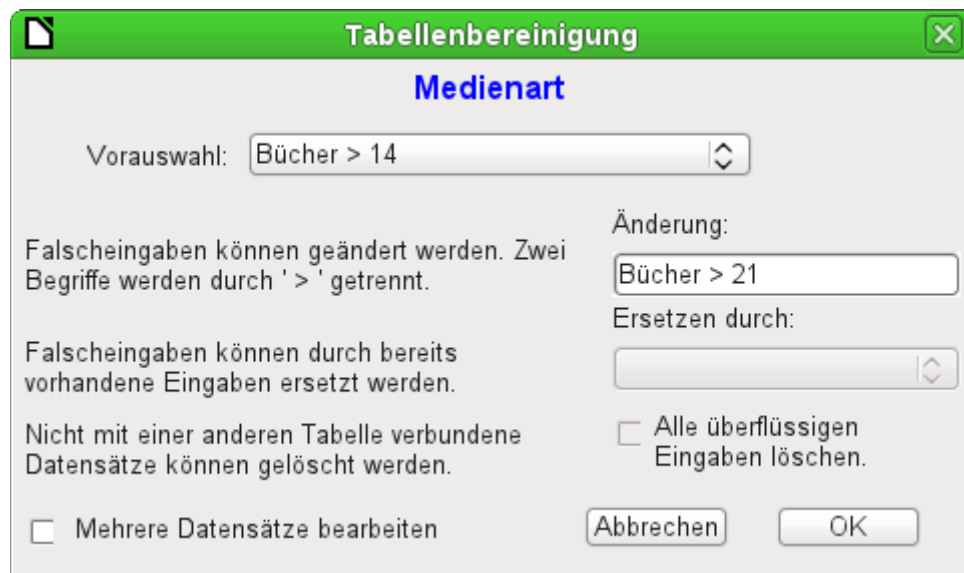 Tabellenbereinigung
Medienart
Vorauswahl: Bücher > 14
Änderung:
Falscheingaben können geändert werden. Zwei
Begriffe werden durch ' > ' getrennt.
Bücher > 21
Ersetzen durch:
Falscheingaben können durch bereits
vorhandene Eingaben ersetzt werden.
Nicht mit einer anderen Tabelle verbundene
Datensätze können gelöscht werden.
Alle überflüssigen
Eingaben löschen.
Mehrere Datensätze bearbeiten
Abbrechen
OK